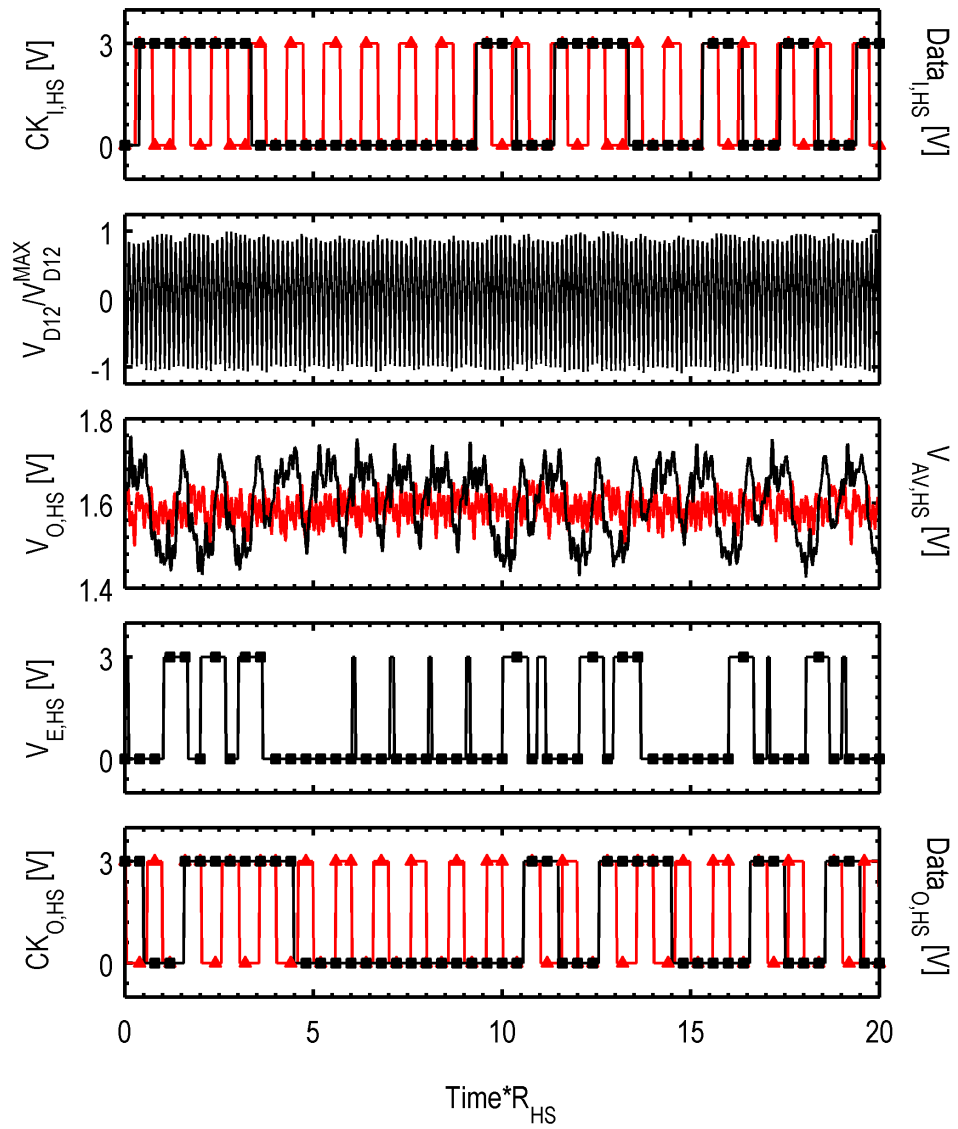 CK_I,HS [V]
3
0
Data_I,HS [V]
V_D12/V_D12^MAX
1
0
-1
V_O,HS [V]
1.8
1.6
1.4
V_AV,HS [V]
V_E,HS [V]
3
0
CK_O,HS [V]
3
0
Data_O,HS [V]
0 5 10 15 20
Time*R_HS